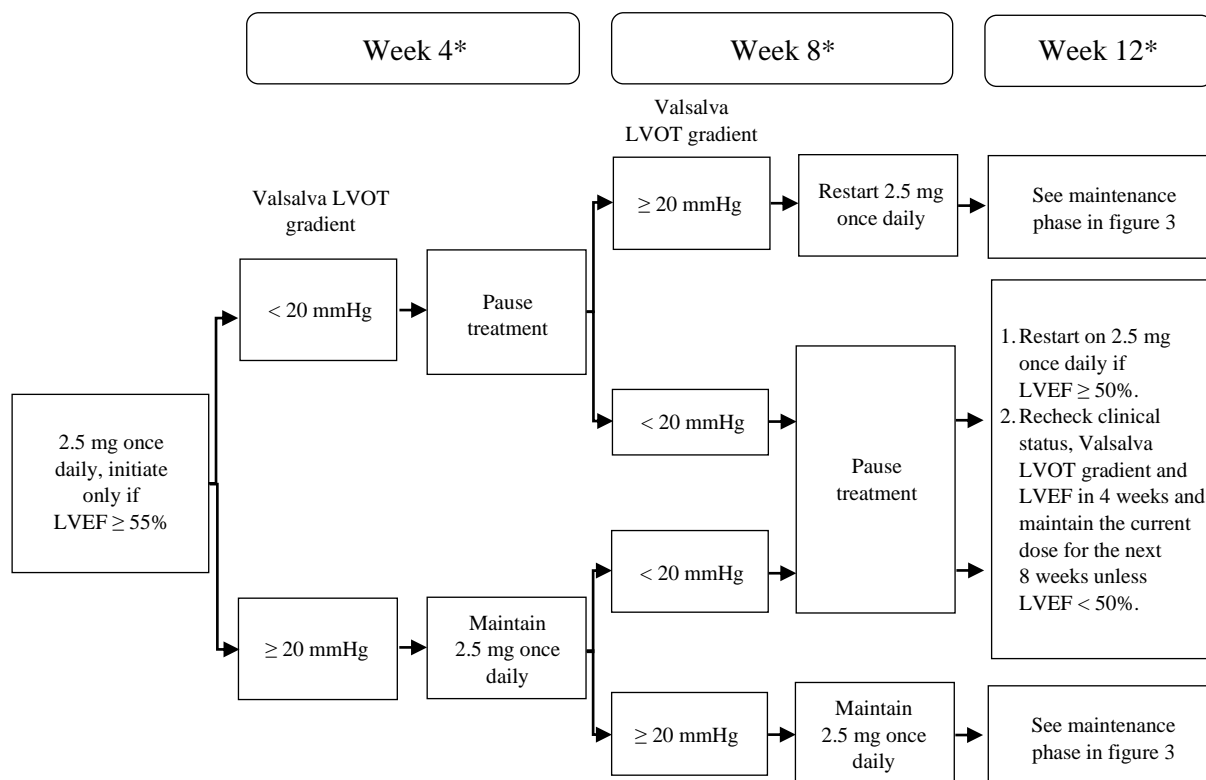 Week 4*
Week 8*
Week 12*
Valsalva
LVOT gradient
Valsalva LVOT
gradient
≥ 20 mmHg
Restart 2.5 mg
once daily
See maintenance
phase in figure 3
< 20 mmHg
Pause
treatment
2.5 mg once
daily, initiate
only if
LVEF ≥ 55%
< 20 mmHg
Pause
treatment
1. Restart on 2.5 mg
once daily if
LVEF ≥ 50%.
2. Recheck clinical
status, Valsalva
LVOT gradient and
LVEF in 4 weeks and
maintain the current
dose for the next
8 weeks unless
LVEF < 50%.
< 20 mmHg
≥ 20 mmHg
Maintain
2.5 mg once
daily
≥ 20 mmHg
Maintain
2.5 mg once
daily
See maintenance
phase in figure 3